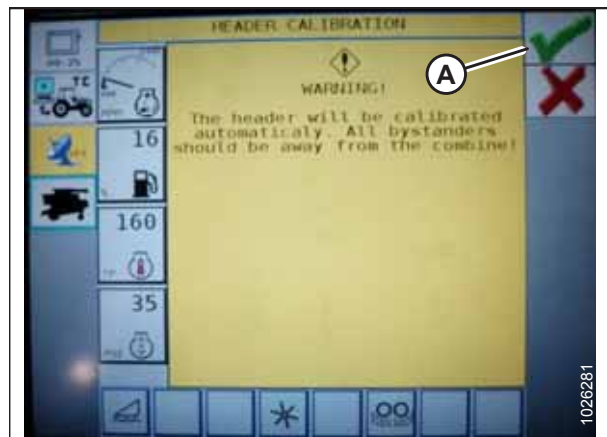 HEADER CALIBRATION
TC
A
WARNING!
The header will be calibrated
automaticaly. All bystanders
should be away from the combine!
16
160
35
1026281